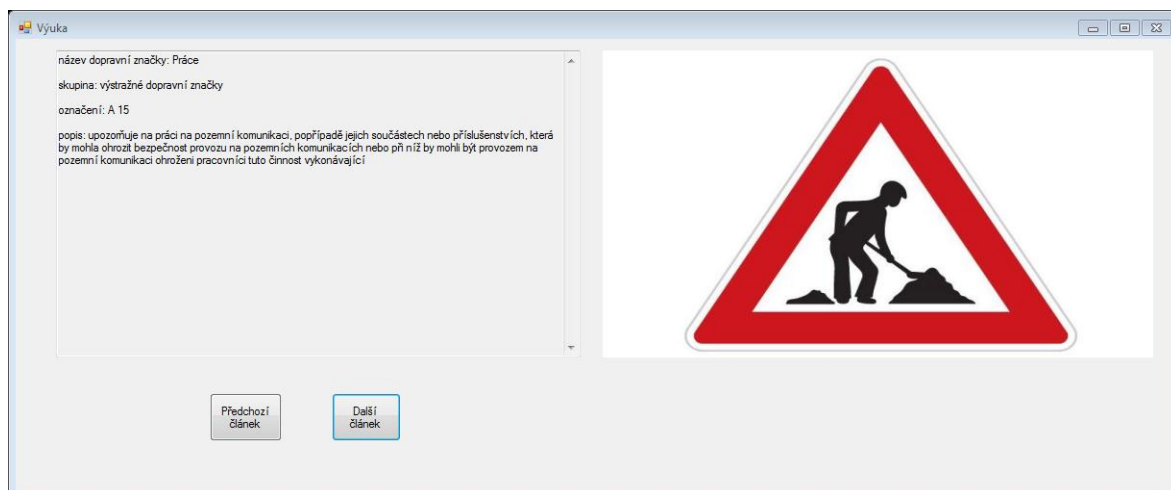 Výuka
název dopravní značky: Práce
skupina: výstražné dopravní značky
označení: A 15
popis: upozorňuje na práci na pozemní komunikaci, popřípadě jejich součástech nebo příslušenstvích, která
by mohla ohrozit bezpečnost provozu na pozemních komunikacích nebo při níž by mohli být provozem na
pozemní komunikaci ohroženi pracovníci tuto činnost vykonávající
Předchozí
článek
Další
článek